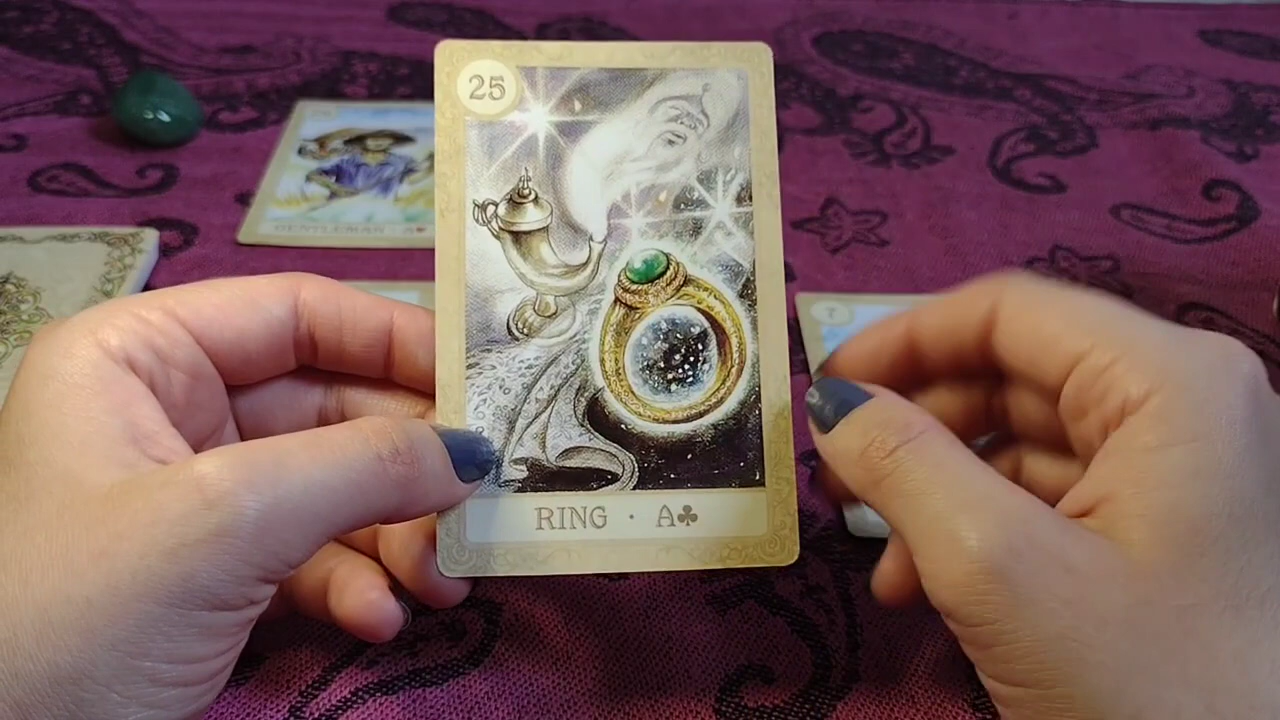 25
RING · A♣
GENTLEMAN · A♥